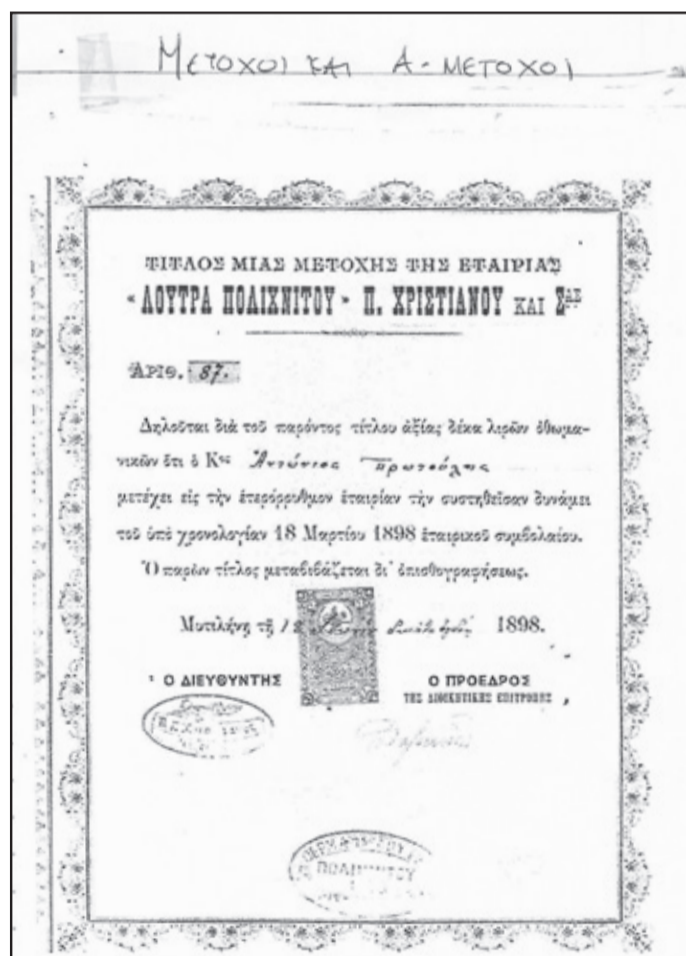 ΜΕΤΟΧΟΙ ΚΑΙ Α-ΜΕΤΟΧΟΙ
ΤΙΤΛΟΣ ΜΙΑΣ ΜΕΤΟΧΗΣ ΤΗΣ ΕΤΑΙΡΙΑΣ
« ΛΟΥΤΡΑ ΠΟΛΙΧΝΙΤΟΥ » Π. ΧΡΙΣΤΙΑΝΟΥ ΚΑΙ ΣΑΣ
ἈΡΙΘ. 87.
Δηλοῦται διὰ τοῦ παρόντος τίτλου ἀξίας δέκα λιρῶν ὀθωμα-
νικῶν ὅτι ὁ Κος Ἀντώνιος
μετέχει εἰς τὴν ἑτερόρρυθμον ἑταιρίαν τὴν συστηθεῖσαν δυνάμει
τοῦ ὑπὸ χρονολογίαν 18 Μαρτίου 1898 ἑταιρικοῦ συμβολαίου.
Ὁ παρὼν τίτλος μεταβιβάζεται δι' ὀπισθογραφήσεως.
Μυτιλήνη τῇ 1898.
Ο ΔΙΕΥΘΥΝΤΗΣ
Ο ΠΡΟΕΔΡΟΣ
ΤΗΣ ΔΙΟΙΚΗΤΙΚΗΣ ΕΠΙΤΡΟΠΗΣ